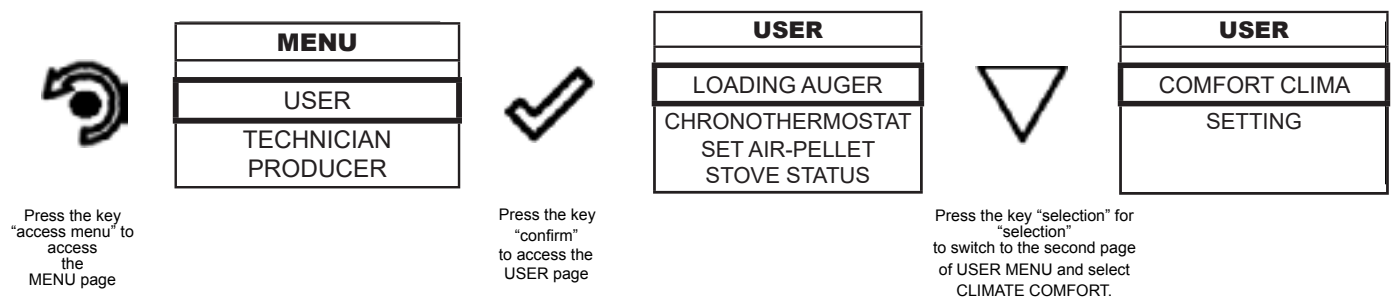 MENU
USER
TECHNICIAN
PRODUCER
USER
LOADING AUGER
CHRONOTHERMOSTAT
SET AIR-PELLET
STOVE STATUS
USER
COMFORT CLIMA
SETTING
Press the key
“access menu” to
access
the
MENU page
Press the key
“confirm”
to access the
USER page
Press the key “selection” for
“selection”
to switch to the second page
of USER MENU and select
CLIMATE COMFORT.